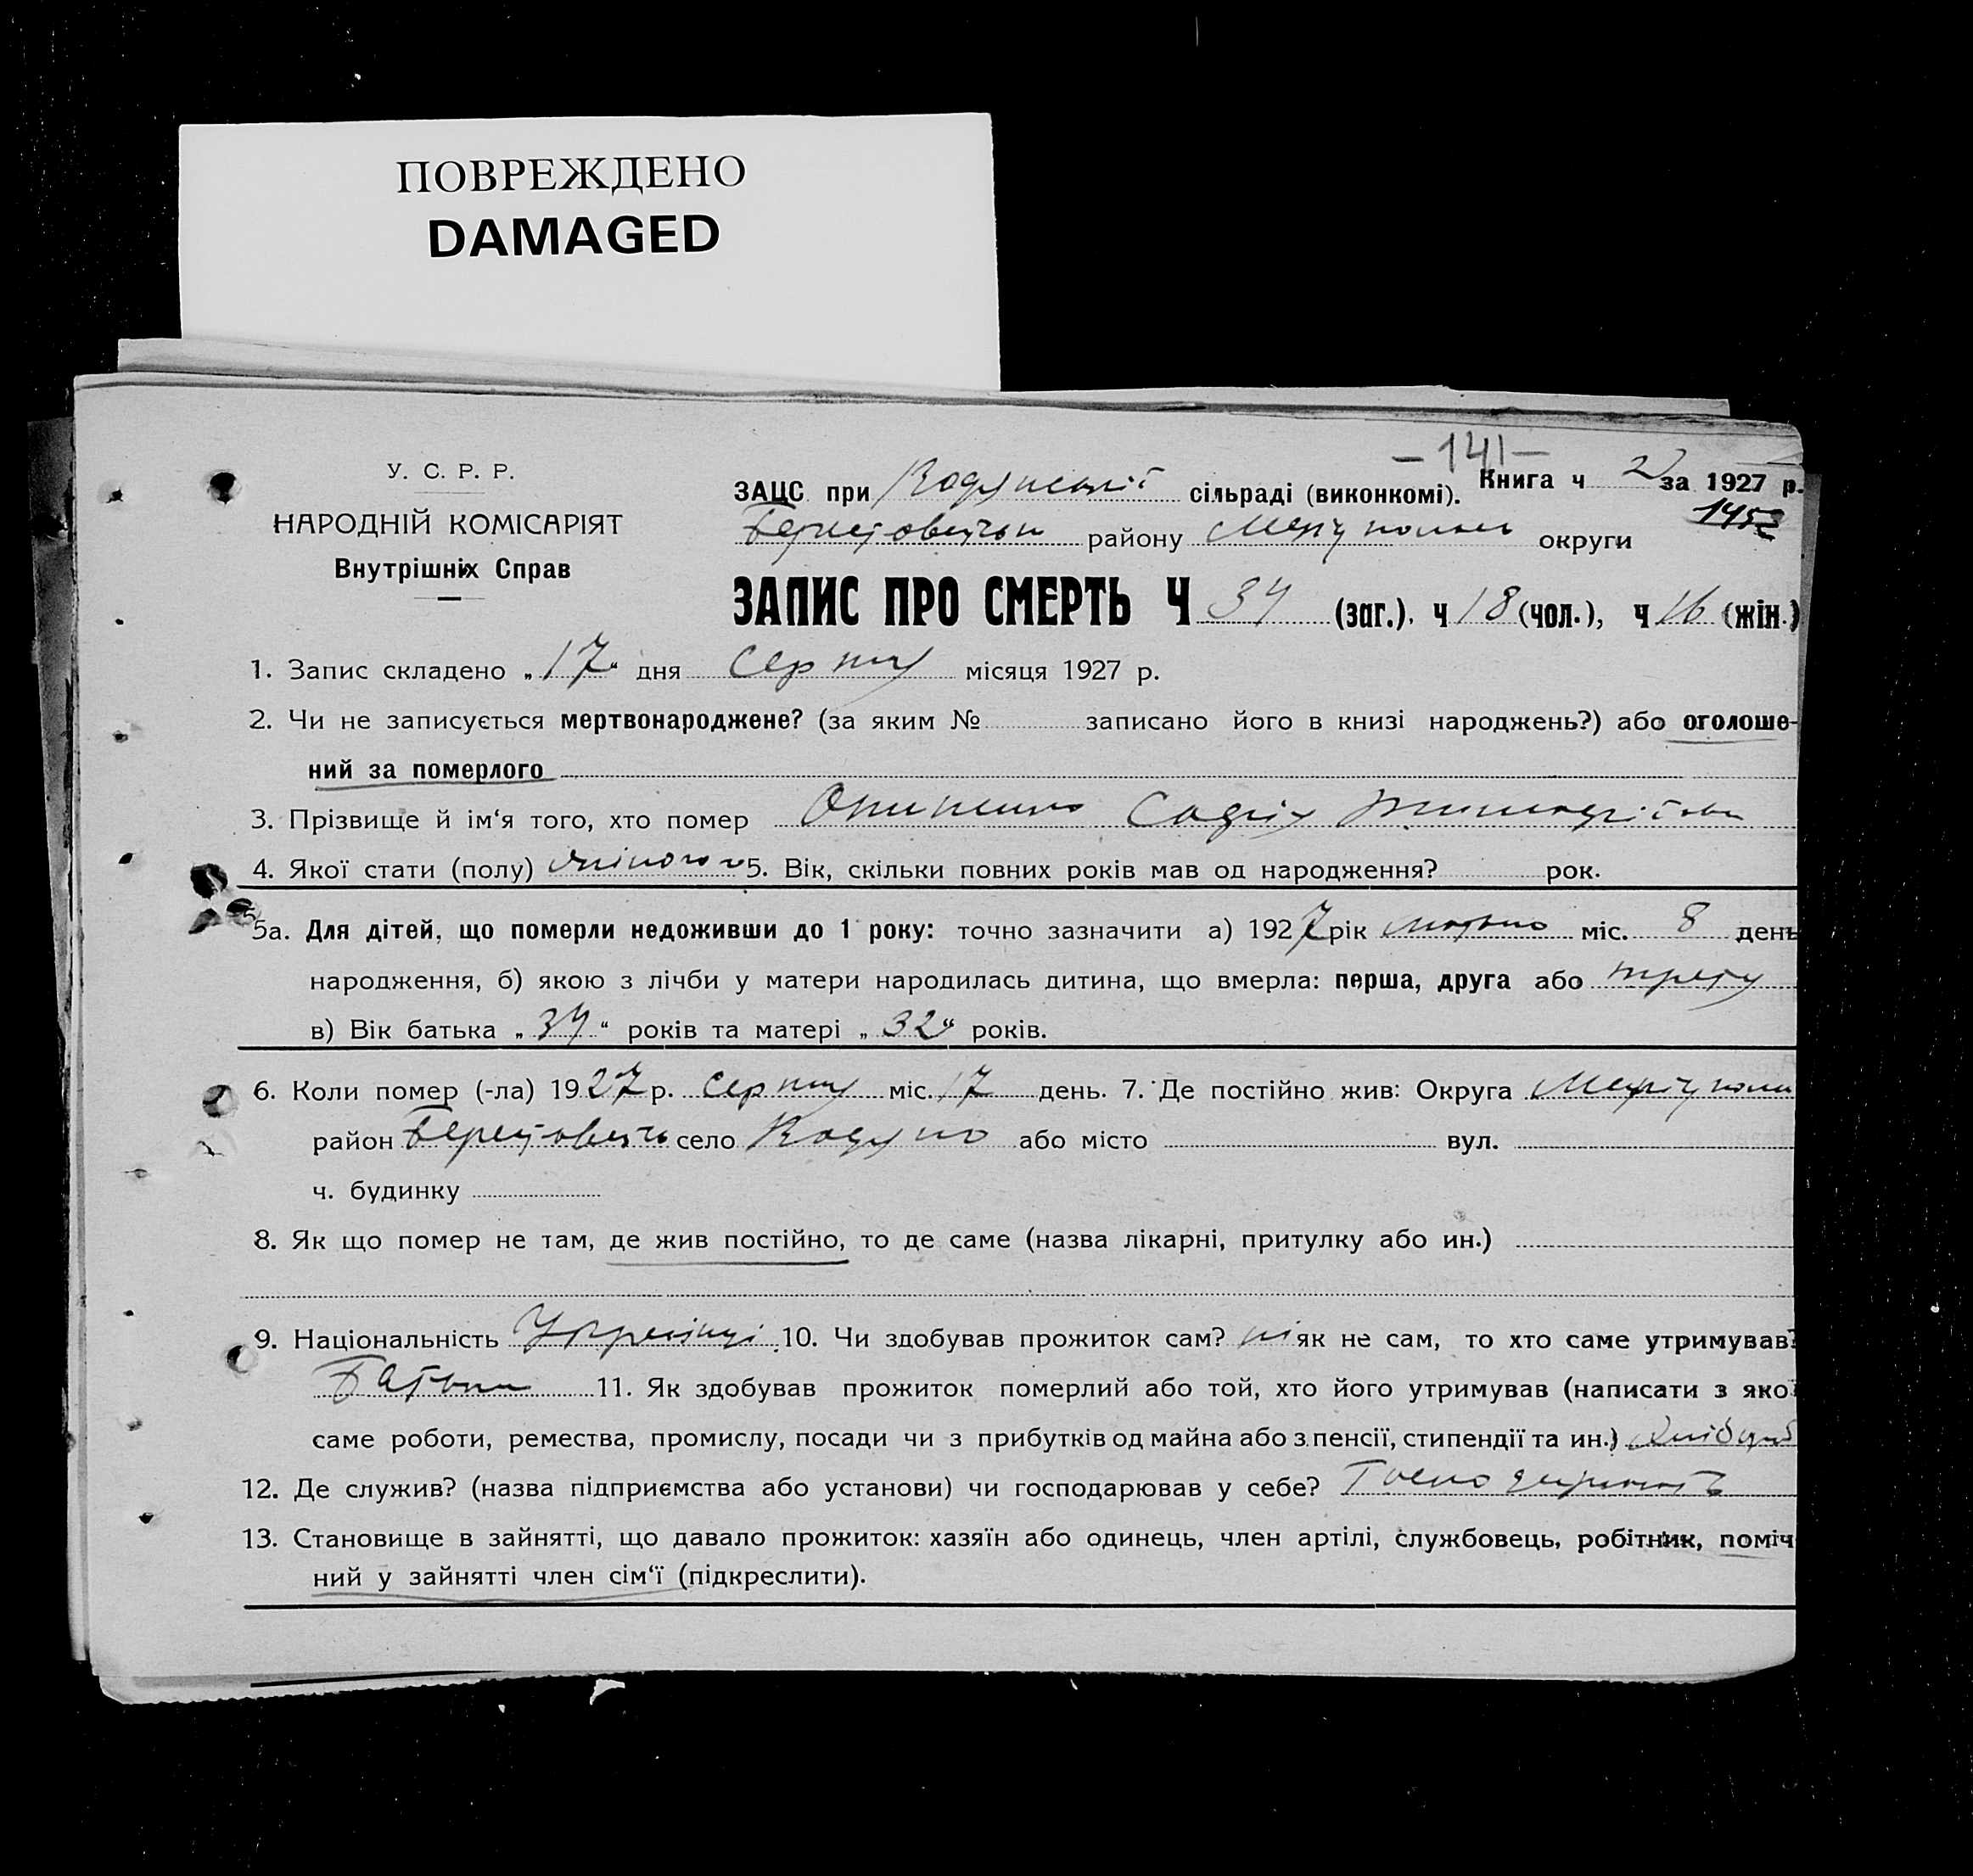 ПОВРЕЖДЕНО
DAMAGED
— 141 —
У. С. Р. Р.
НАРОДНІЙ КОМІСАРІЯТ
Внутрішніх Справ
ЗАЦС при сільраді (виконкомі). Книга ч 2 за 1927 р.
1452
району округи
ЗАПИС ПРО СМЕРТЬ Ч 34 (заг.). ч 18 (чол.), ч 16 (жін.)
1. Запис складено „17“ дня серпня місяця 1927 р.
2. Чи не записується мертвонароджене? (за яким № записано його в книзі народжень?) або оголоше-
ний за померлого
3. Прізвище й ім‘я того, хто помер Софія
4. Якої стати (полу) жіночого 5. Вік, скільки повних років мав од народження? рок.
5а. Для дітей, що померли недоживши до 1 року: точно зазначити а) 1927 рік міс. 8 день
народження, б) якою з лічби у матери народилась дитина, що вмерла: перша, друга або третя
в) Вік батька „34“ років та матері „32“ років.
6. Коли помер (-ла) 1927 р. серпня міс. 17 день. 7. Де постійно жив: Округа
район село або місто вул.
ч. будинку
8. Як що помер не там, де жив постійно, то де саме (назва лікарні, притулку або ин.)
9. Національність 10. Чи здобував прожиток сам? ні як не сам, то хто саме утримував?
Батьки 11. Як здобував прожиток померлий або той, хто його утримував (написати з якої
саме роботи, ремества, промислу, посади чи з прибутків од майна або з пенсії, стипендії та ин.)
12. Де служив? (назва підприємства або установи) чи господарював у себе?
13. Становище в зайнятті, що давало прожиток: хазяїн або одинець, член артілі, службовець, робітник, поміч
ний у зайнятті член сім‘ї (підкреслити).